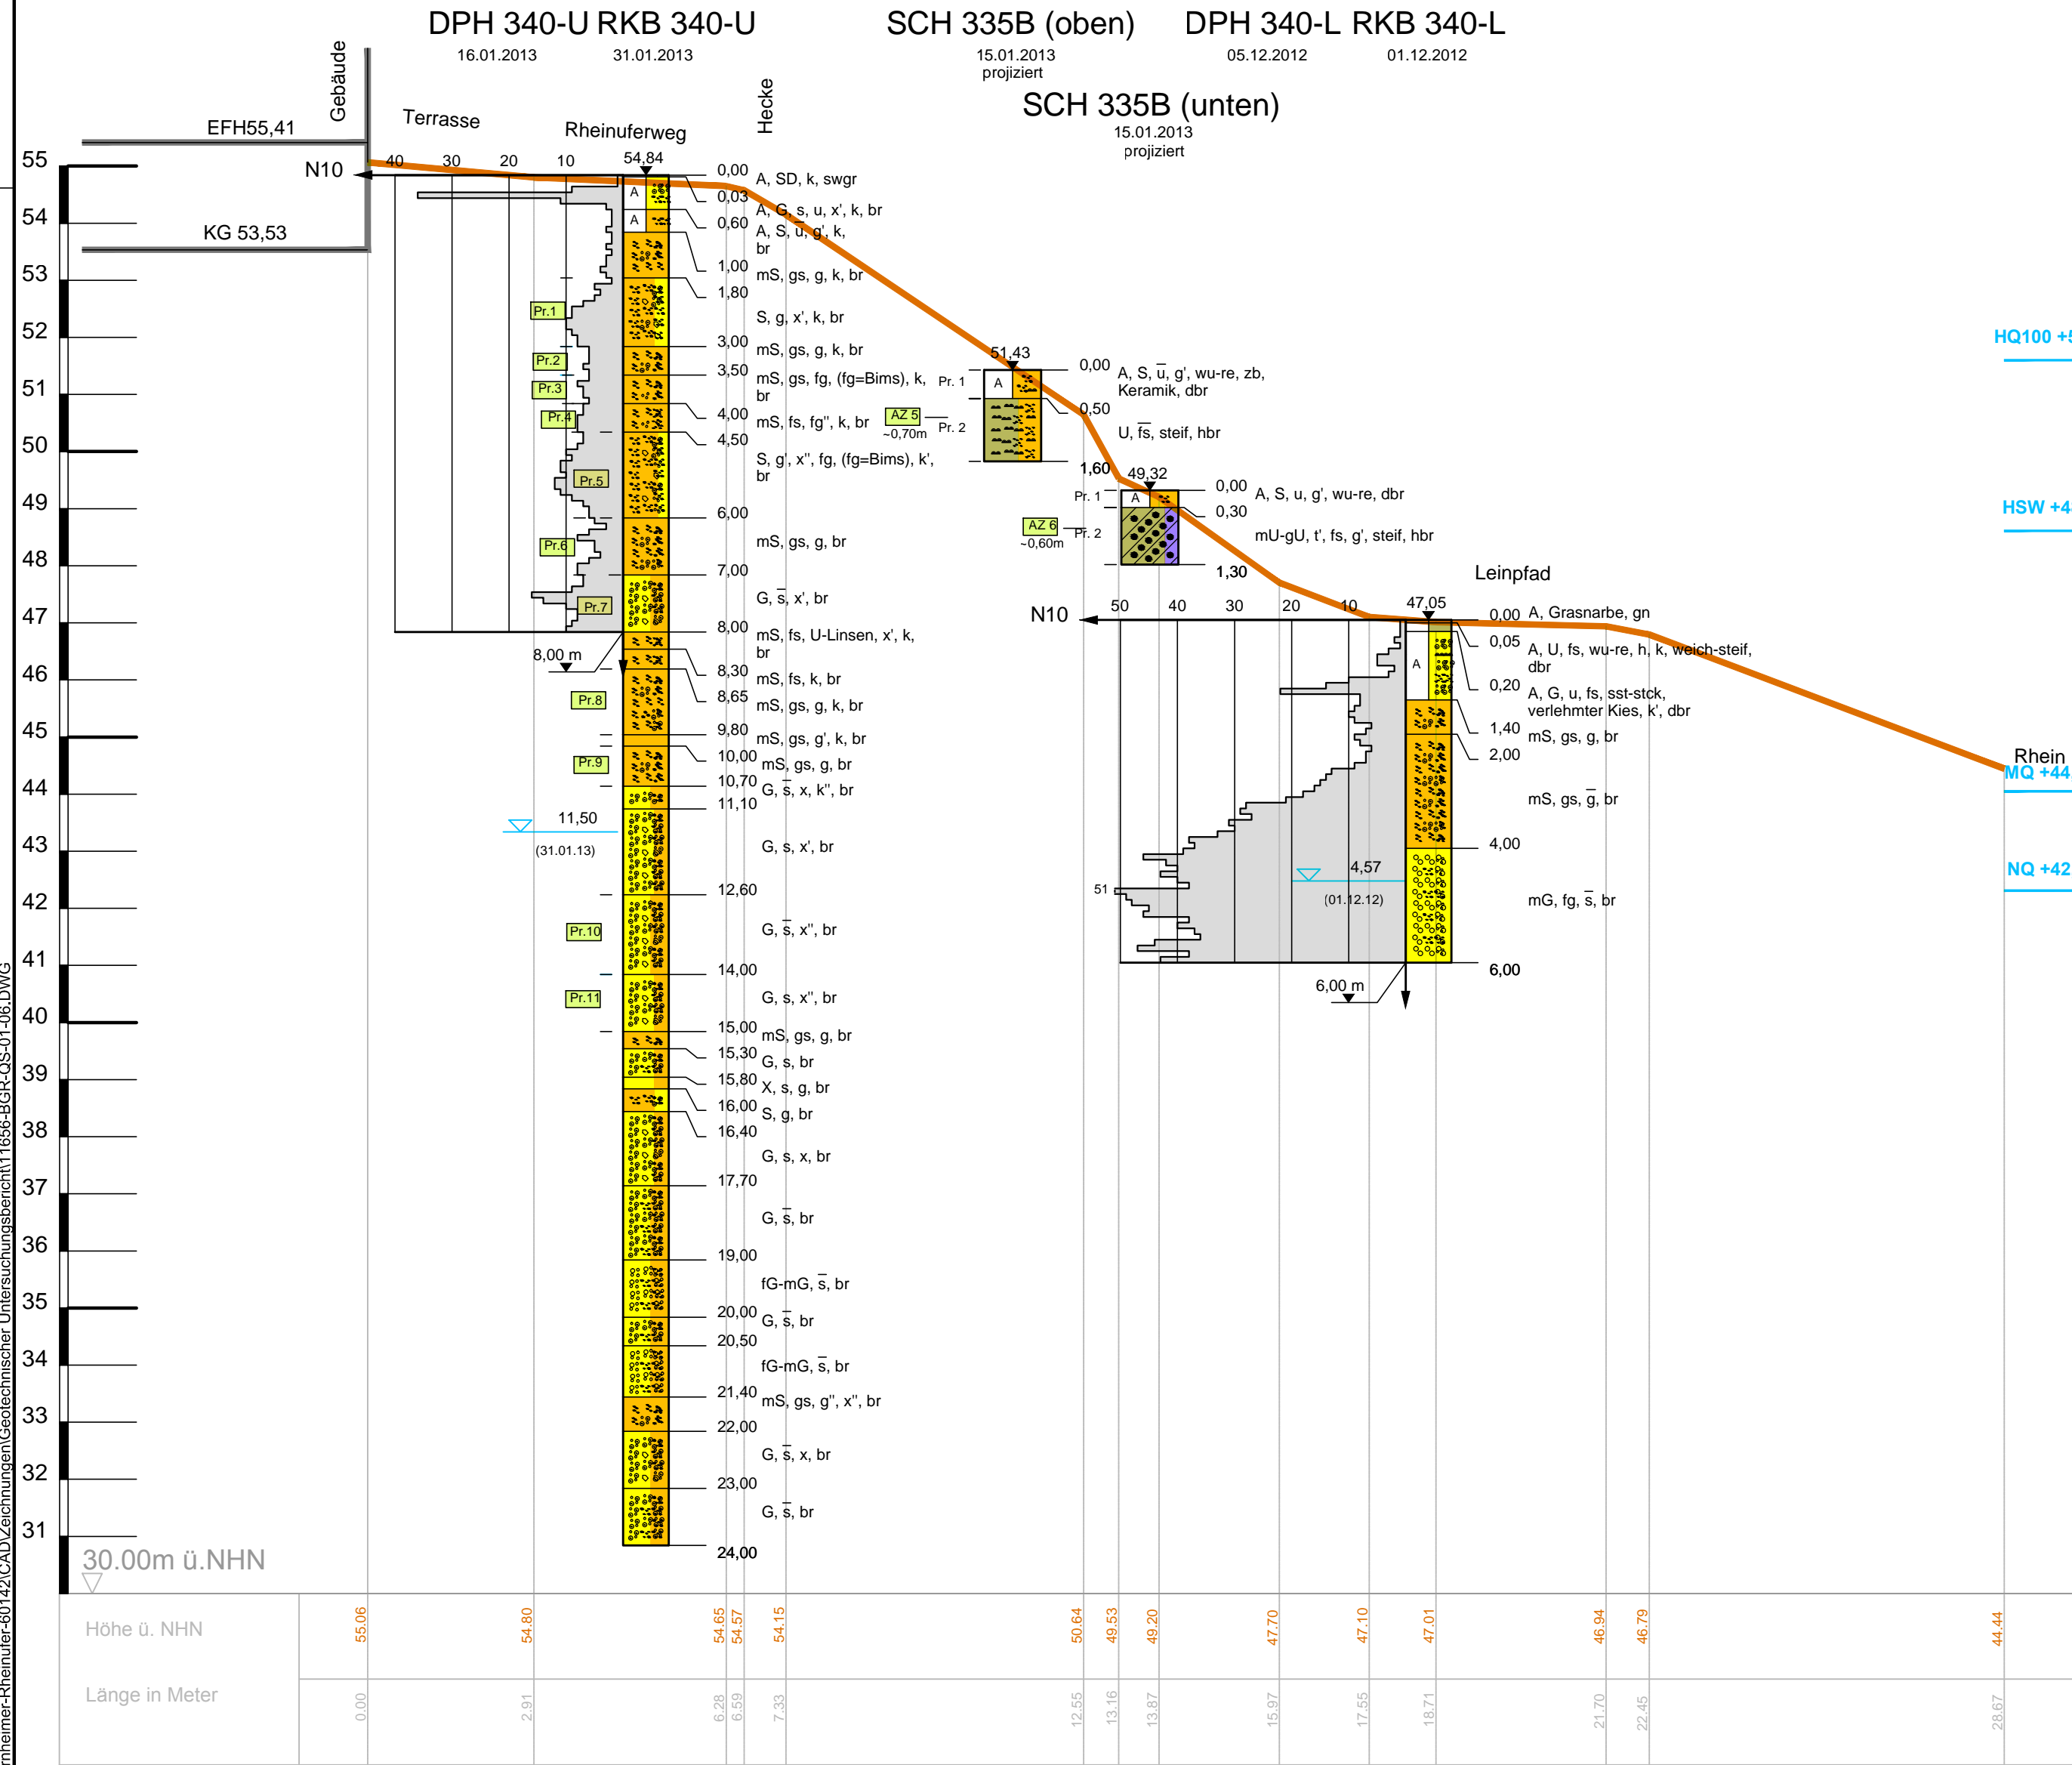 DPH 340-U RKB 340-U
16.01.2013 31.01.2013
SCH 335B (oben)
15.01.2013
projiziert
DPH 340-L RKB 340-L
05.12.2012 01.12.2012
SCH 335B (unten)
15.01.2013
projiziert
Gebäude
Terrasse
Rheinuferweg
Hecke
EFH55,41
KG 53,53
55
54
53
52
51
50
49
48
47
46
45
44
43
42
41
40
39
38
37
36
35
34
33
32
31
30.00m ü.NHN
N10
40 30 20 10
54,84
A
A
Pr.1
Pr.2
Pr.3
Pr.4
Pr.5
Pr.6
Pr.7
8,00 m
Pr.8
Pr.9
11,50
(31.01.13)
Pr.10
Pr.11
0,00
A, SD, k, swgr
0,03
A, G, s, u, x', k, br
0,60
A, S, u̅, g', k,
br
1,00
mS, gs, g, k, br
1,80
S, g, x', k, br
3,00
mS, gs, g, k, br
3,50
mS, gs, fg, (fg=Bims), k,
br
4,00
mS, fs, fg'', k, br
4,50
S, g', x'', fg, (fg=Bims), k',
br
6,00
mS, gs, g, br
7,00
G, s̅, x', br
8,00
mS, fs, U-Linsen, x', k,
br
8,30
mS, fs, k, br
8,65
mS, gs, g, k, br
9,80
mS, gs, g', k, br
10,00
mS, gs, g, br
10,70
G, s̅, x, k'', br
11,10
G, s, x', br
12,60
G, s̅, x'', br
14,00
G, s, x'', br
15,00
mS, gs, g, br
15,30
G, s, br
15,80
X, s, g, br
16,00
S, g, br
16,40
G, s, x, br
17,70
G, s̅, br
19,00
fG-mG, s̅, br
20,00
G, s̅, br
20,50
fG-mG, s̅, br
21,40
mS, gs, g'', x'', br
22,00
G, s̅, x, br
23,00
G, s̅, br
24,00
51,43
Pr. 1
A
AZ 5
~0,70m
Pr. 2
0,00
A, S, u̅, g', wu-re, zb,
Keramik, dbr
0,50
U, f̅s̅, steif, hbr
1,60
49,32
Pr. 1
A
AZ 6
~0,60m
Pr. 2
0,00
A, S, u, g', wu-re, dbr
0,30
mU-gU, t', fs, g', steif, hbr
1,30
Leinpfad
N10
50 40 30 20 10
47,05
A
51
4,57
(01.12.12)
6,00 m
0,00
A, Grasnarbe, gn
0,05
A, U, fs, wu-re, h, k, weich-steif,
dbr
0,20
A, G, u, fs, sst-stck,
verlehmter Kies, k', dbr
1,40
mS, gs, g, br
2,00
mS, gs, g̅, br
4,00
mG, fg, s̅, br
6,00
HQ100 +5
HSW +4
Rhein
MQ +44
NQ +42
Höhe ü. NHN
55.06 54.80 54.65 54.57 54.15 50.64 49.53 49.20 47.70 47.10 47.01 46.94 46.79 44.44
Länge in Meter
0.00 2.91 6.28 6.59 7.33 12.55 13.16 13.87 15.97 17.55 18.71 21.70 22.45 28.67
rnheimer-Rheinufer-60142\CAD\Zeichnungen\Geotechnischer Untersuchungsbericht\11656-BGR-QS-01-06.DWG